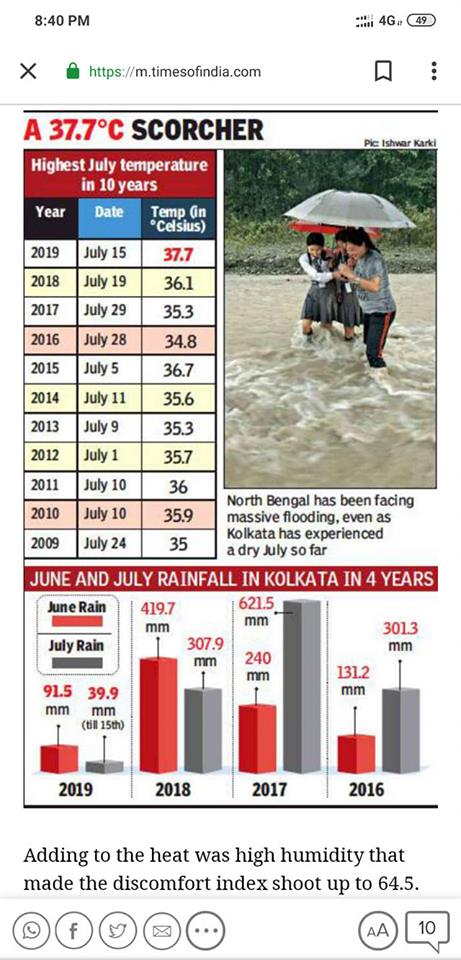 8:40 PM
4G 49
https://m.timesofindia.com
A 37.7°C SCORCHER
Pic: Ishwar Karki
Highest July temperature
in 10 years
Year Date Temp (in
°Celsius)
2019 July 15 37.7
2018 July 19 36.1
2017 July 29 35.3
2016 July 28 34.8
2015 July 5 36.7
2014 July 11 35.6
2013 July 9 35.3
2012 July 1 35.7
2011 July 10 36
2010 July 10 35.9
2009 July 24 35
North Bengal has been facing
massive flooding, even as
Kolkata has experienced
a dry July so far
JUNE AND JULY RAINFALL IN KOLKATA IN 4 YEARS
June Rain
July Rain
91.5
mm
39.9
mm
(till 15th)
419.7
mm
307.9
mm
621.5
mm
240
mm
131.2
mm
301.3
mm
2019 2018 2017 2016
Adding to the heat was high humidity that
made the discomfort index shoot up to 64.5.
AA 10